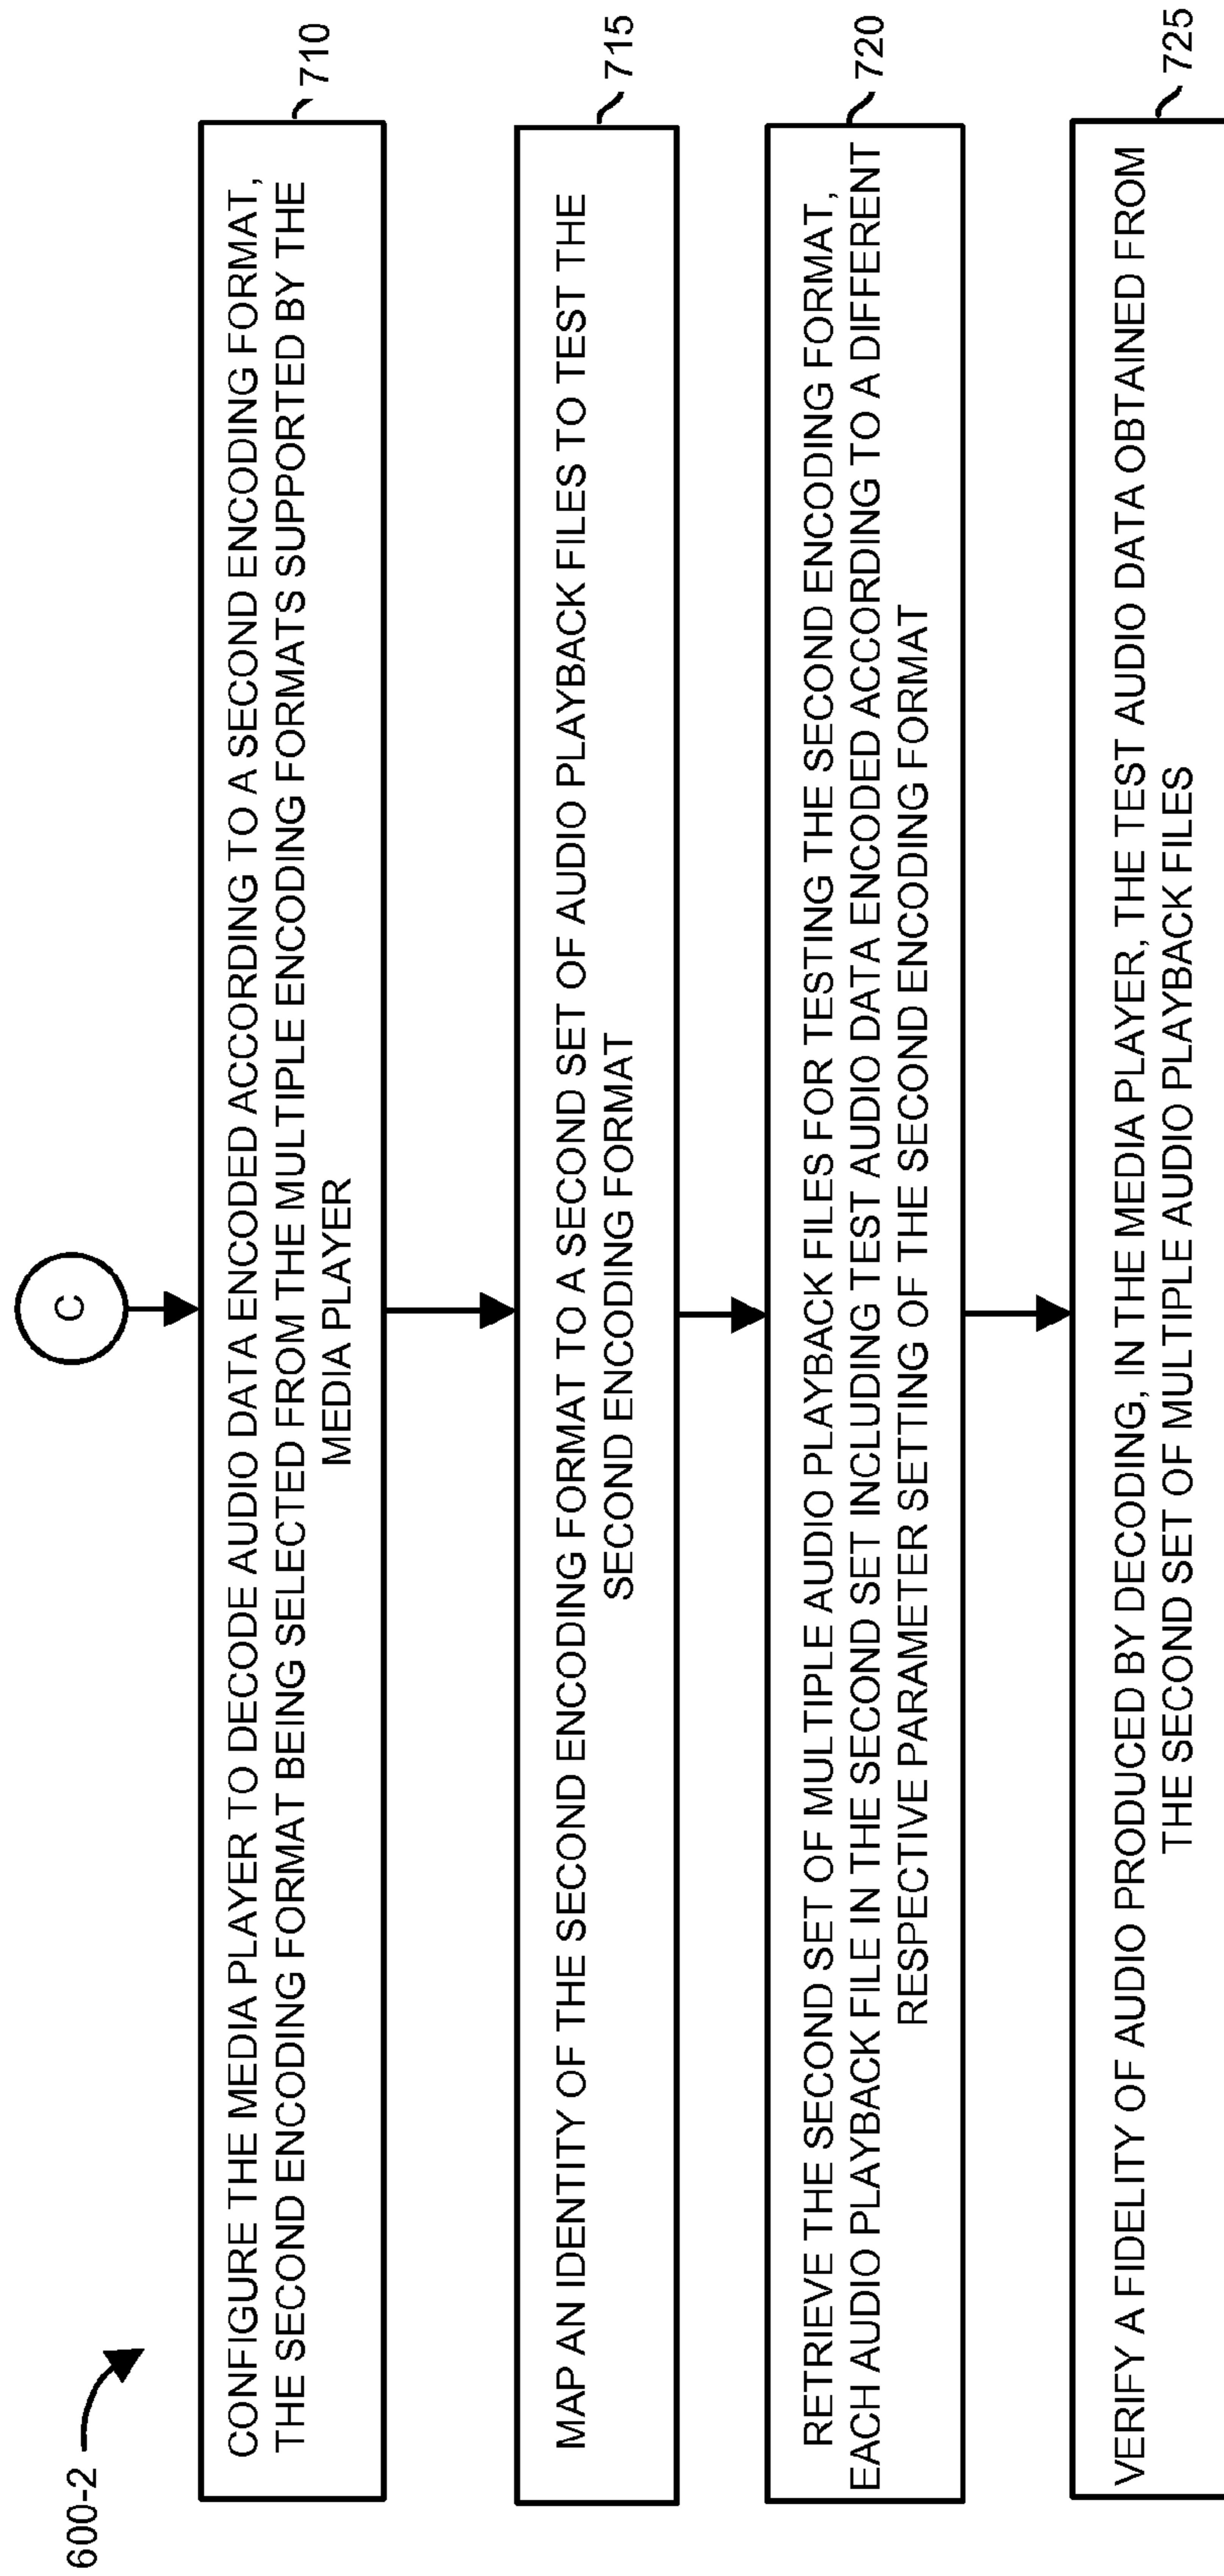 600-2
C
CONFIGURE THE MEDIA PLAYER TO DECODE AUDIO DATA ENCODED ACCORDING TO A SECOND ENCODING FORMAT,
THE SECOND ENCODING FORMAT BEING SELECTED FROM THE MULTIPLE ENCODING FORMATS SUPPORTED BY THE
MEDIA PLAYER
710
MAP AN IDENTITY OF THE SECOND ENCODING FORMAT TO A SECOND SET OF AUDIO PLAYBACK FILES TO TEST THE
SECOND ENCODING FORMAT
715
RETRIEVE THE SECOND SET OF MULTIPLE AUDIO PLAYBACK FILES FOR TESTING THE SECOND ENCODING FORMAT,
EACH AUDIO PLAYBACK FILE IN THE SECOND SET INCLUDING TEST AUDIO DATA ENCODED ACCORDING TO A DIFFERENT
RESPECTIVE PARAMETER SETTING OF THE SECOND ENCODING FORMAT
720
VERIFY A FIDELITY OF AUDIO PRODUCED BY DECODING, IN THE MEDIA PLAYER, THE TEST AUDIO DATA OBTAINED FROM
THE SECOND SET OF MULTIPLE AUDIO PLAYBACK FILES
725